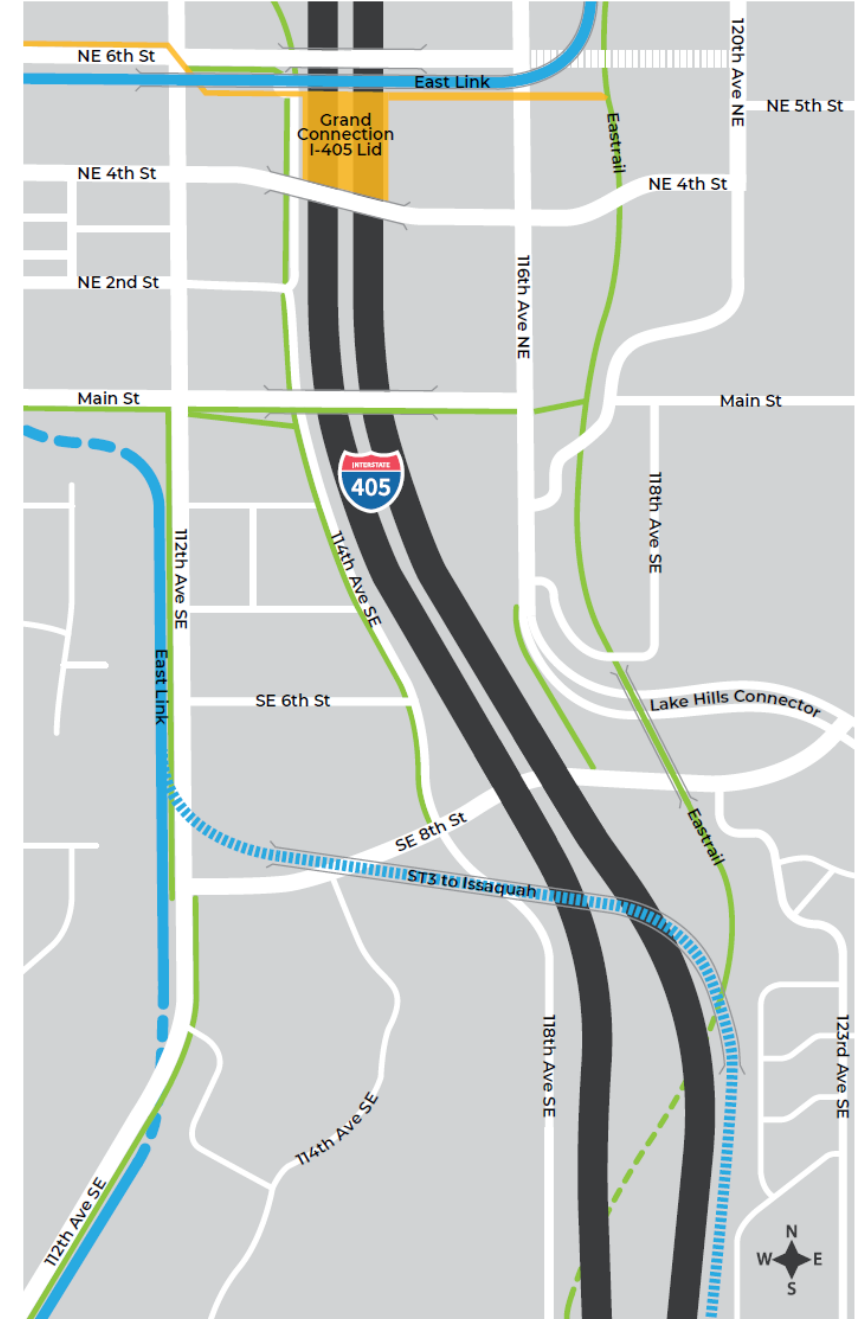 120th Ave NE
NE 6th St
East Link
NE 5th St
Grand
Connection
I-405 Lid
Eastrail
NE 4th St
NE 4th St
NE 2nd St
116th Ave NE
Main St
Main St
INTERSTATE
405
118th Ave SE
112th Ave SE
114th Ave SE
East Link
SE 6th St
Lake Hills Connector
SE 8th St
Eastrail
ST3 to Issaquah
118th Ave SE
123rd Ave SE
114th Ave SE
112th Ave SE
N
W
E
S